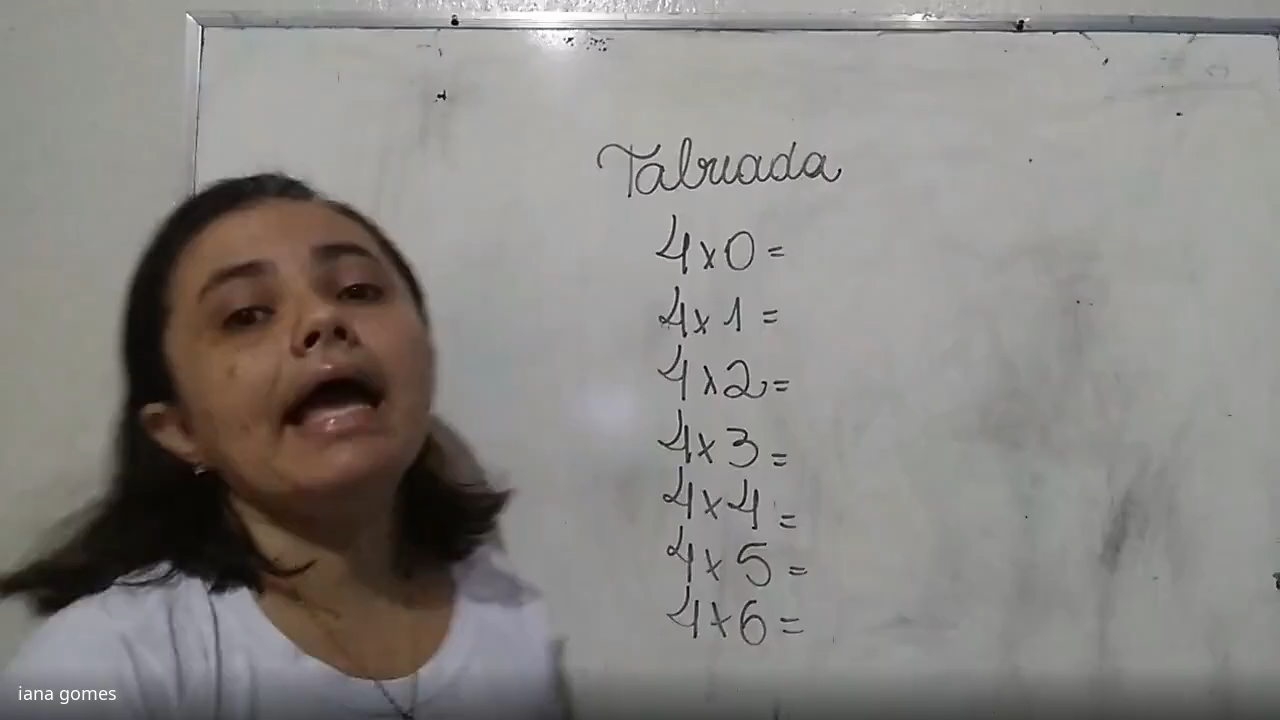 Tabuada
4x0=
4x1=
4x2=
4x3=
4x4=
4x5=
4x6=
iana gomes